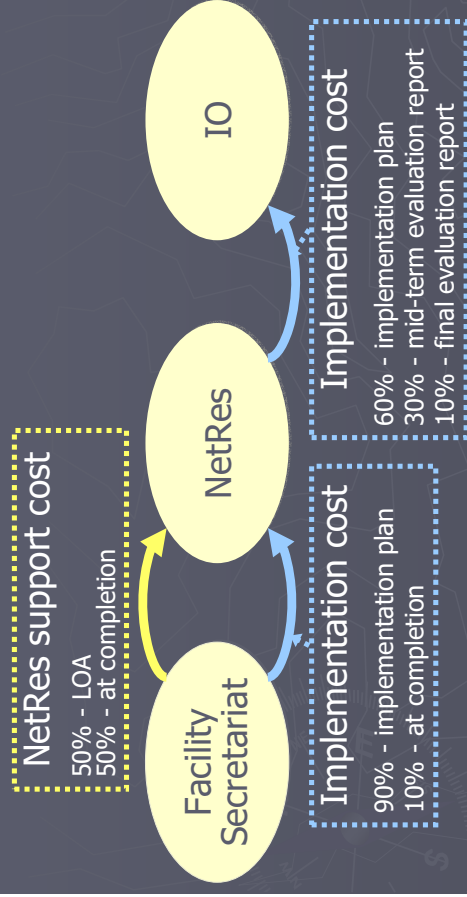 NetRes support cost
50% - LOA
50% - at completion
Facility
Secretariat
NetRes
IO
Implementation cost
90% - implementation plan
10% - at completion
Implementation cost
60% - implementation plan
30% - mid-term evaluation report
10% - final evaluation report